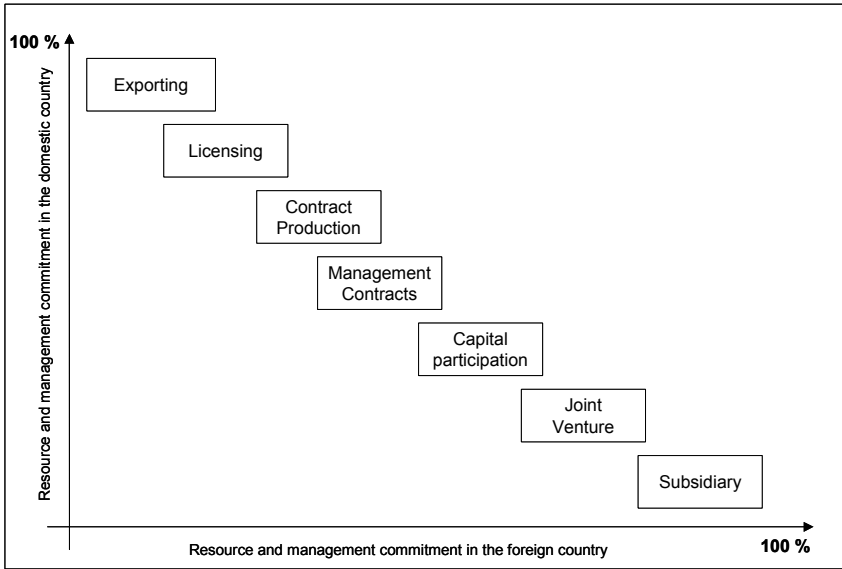 100 %
Exporting
Licensing
Contract
Production
Management
Contracts
Capital
participation
Joint
Venture
Subsidiary
Resource and management commitment in the domestic country
Resource and management commitment in the foreign country
100 %